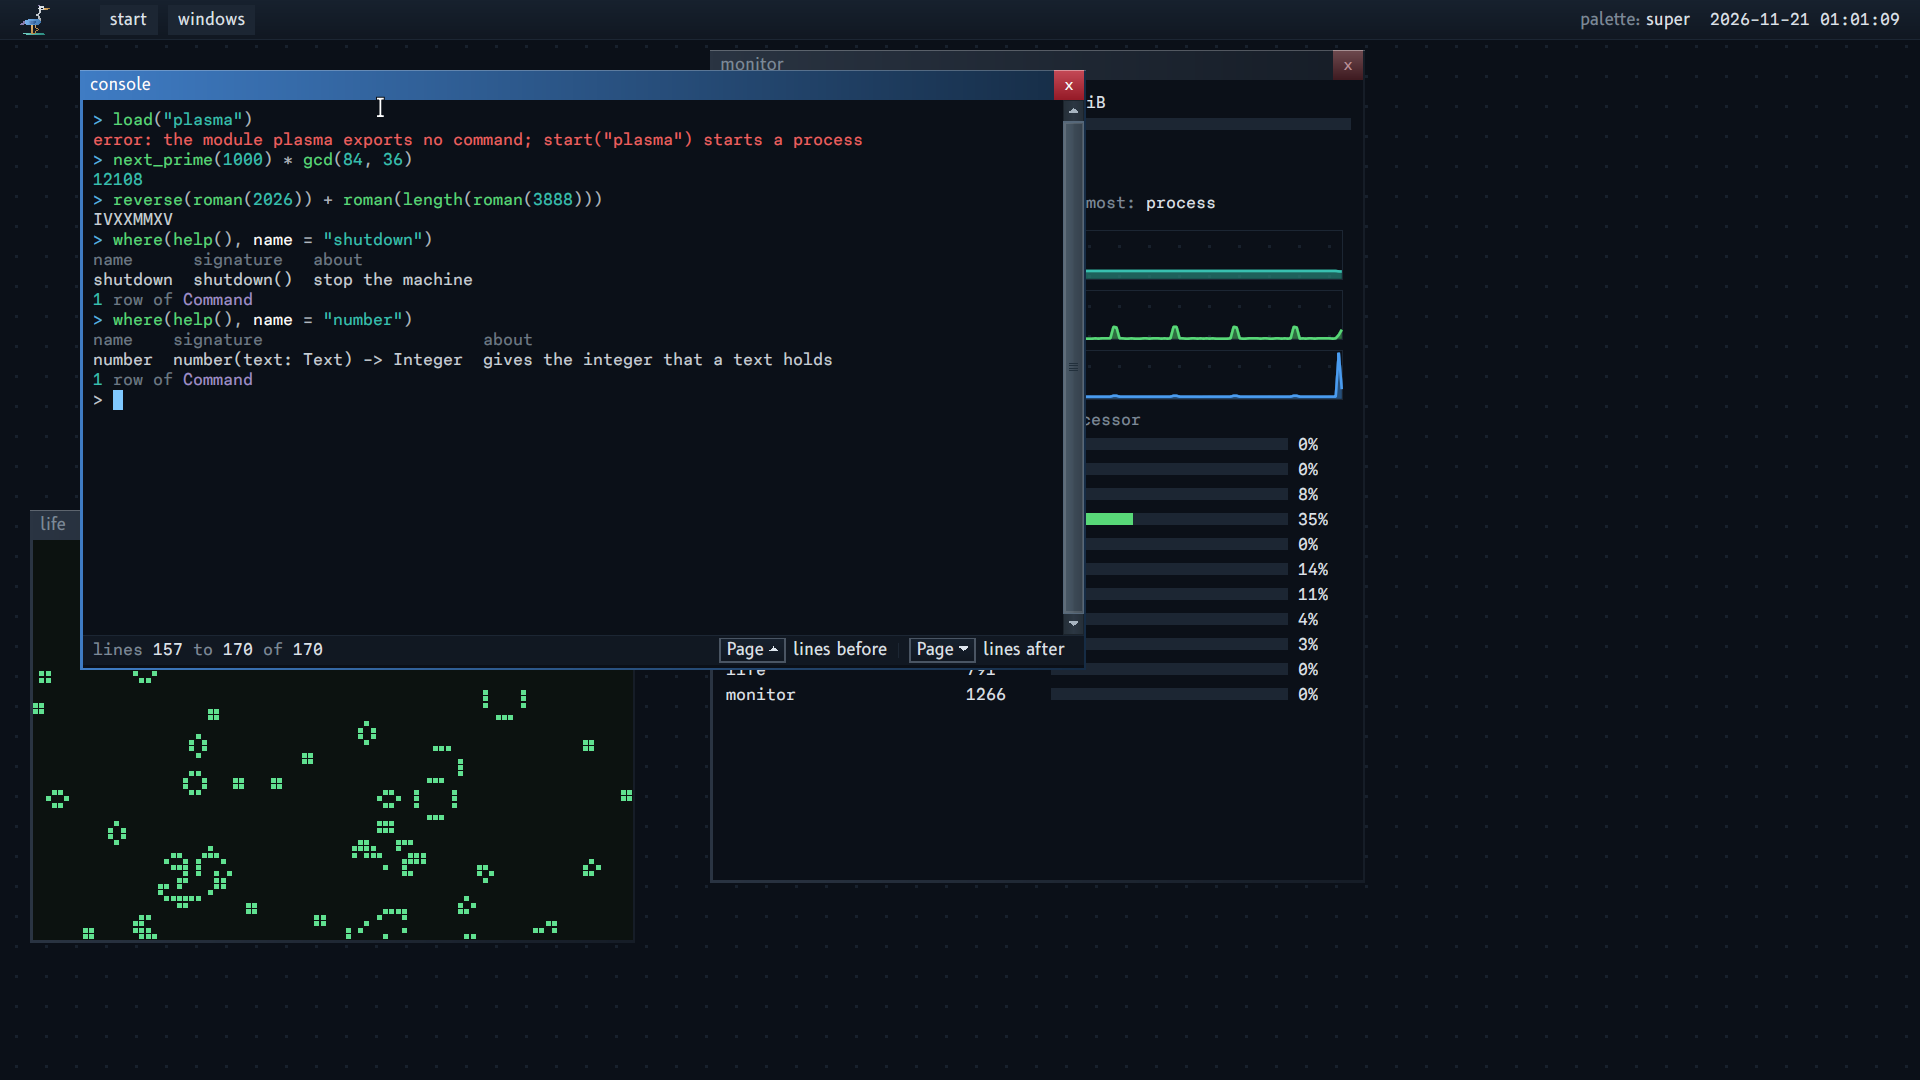 start windows palette: super 2026-11-21 01:01:09
monitor x
console x
iB
> load("plasma")
error: the module plasma exports no command; start("plasma") starts a process
> next_prime(1000) * gcd(84, 36)
12108
> reverse(roman(2026)) + roman(length(roman(3888)))
IVXXMMXV
> where(help(), name = "shutdown")
name signature about
shutdown shutdown() stop the machine
1 row of Command
> where(help(), name = "number")
name signature about
number number(text: Text) -> Integer gives the integer that a text holds
1 row of Command
>
lines 157 to 170 of 170 Page lines before Page lines after
most: process
cessor
0%
0%
8%
35%
0%
14%
11%
4%
3%
life 791 0%
monitor 1266 0%
life